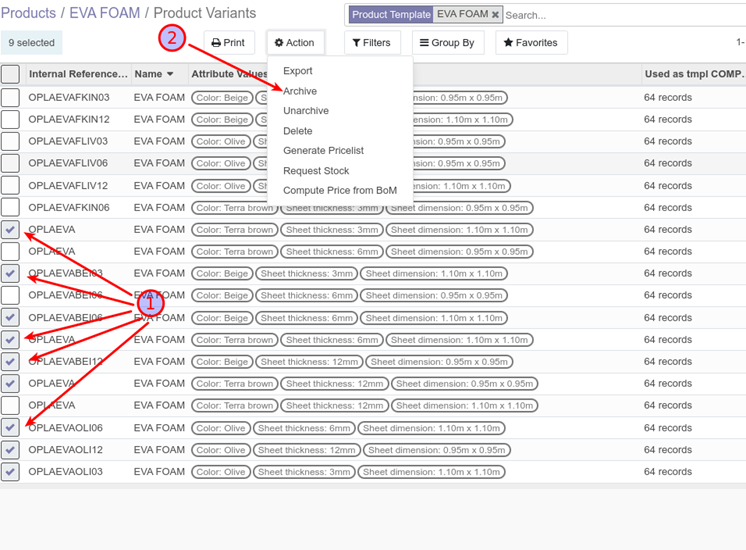 Products / EVA FOAM / Product Variants
Product Template EVA FOAM × Search...
9 selected Print Action Filters Group By Favorites 1-
2
Internal Reference... Name Attribute Values Used as tmpl COMP.
Export
Archive
Unarchive
Delete
Generate Pricelist
Request Stock
Compute Price from BoM
OPLAEVAFKIN03 EVA FOAM Color: Beige S ension: 0.95m x 0.95m 64 records
OPLAEVAFKIN12 EVA FOAM Color: Beige S mension: 1.10m x 1.10m 64 records
OPLAEVAFLIV03 EVA FOAM Color: Olive Sh nsion: 0.95m x 0.95m 64 records
OPLAEVAFLIV06 EVA FOAM Color: Olive Sh nsion: 0.95m x 0.95m 64 records
OPLAEVAFLIV12 EVA FOAM Color: Olive Sh ension: 1.10m x 1.10m 64 records
OPLAEVAFKIN06 EVA FOAM Color: Terra brown Sheet thickness: 3mm Sheet dimension: 0.95m x 0.95m 64 records
OPLAEVA EVA FOAM Color: Terra brown Sheet thickness: 3mm Sheet dimension: 1.10m x 1.10m 64 records
OPLAEVA EVA FOAM Color: Terra brown Sheet thickness: 6mm Sheet dimension: 0.95m x 0.95m 64 records
OPLAEVABEI03 EVA FOAM Color: Beige Sheet thickness: 3mm Sheet dimension: 1.10m x 1.10m 64 records
OPLAEVABEI06 EVA FOAM Color: Beige Sheet thickness: 6mm Sheet dimension: 0.95m x 0.95m 64 records
1
OPLAEVABEI06 EVA FOAM Color: Beige Sheet thickness: 6mm Sheet dimension: 1.10m x 1.10m 64 records
OPLAEVA EVA FOAM Color: Terra brown Sheet thickness: 6mm Sheet dimension: 1.10m x 1.10m 64 records
OPLAEVABEI12 EVA FOAM Color: Beige Sheet thickness: 12mm Sheet dimension: 0.95m x 0.95m 64 records
OPLAEVA EVA FOAM Color: Terra brown Sheet thickness: 12mm Sheet dimension: 0.95m x 0.95m 64 records
OPLAEVA EVA FOAM Color: Terra brown Sheet thickness: 12mm Sheet dimension: 1.10m x 1.10m 64 records
OPLAEVAOLI06 EVA FOAM Color: Olive Sheet thickness: 6mm Sheet dimension: 1.10m x 1.10m 64 records
OPLAEVAOLI12 EVA FOAM Color: Olive Sheet thickness: 12mm Sheet dimension: 0.95m x 0.95m 64 records
OPLAEVAOLI03 EVA FOAM Color: Olive Sheet thickness: 3mm Sheet dimension: 1.10m x 1.10m 64 records